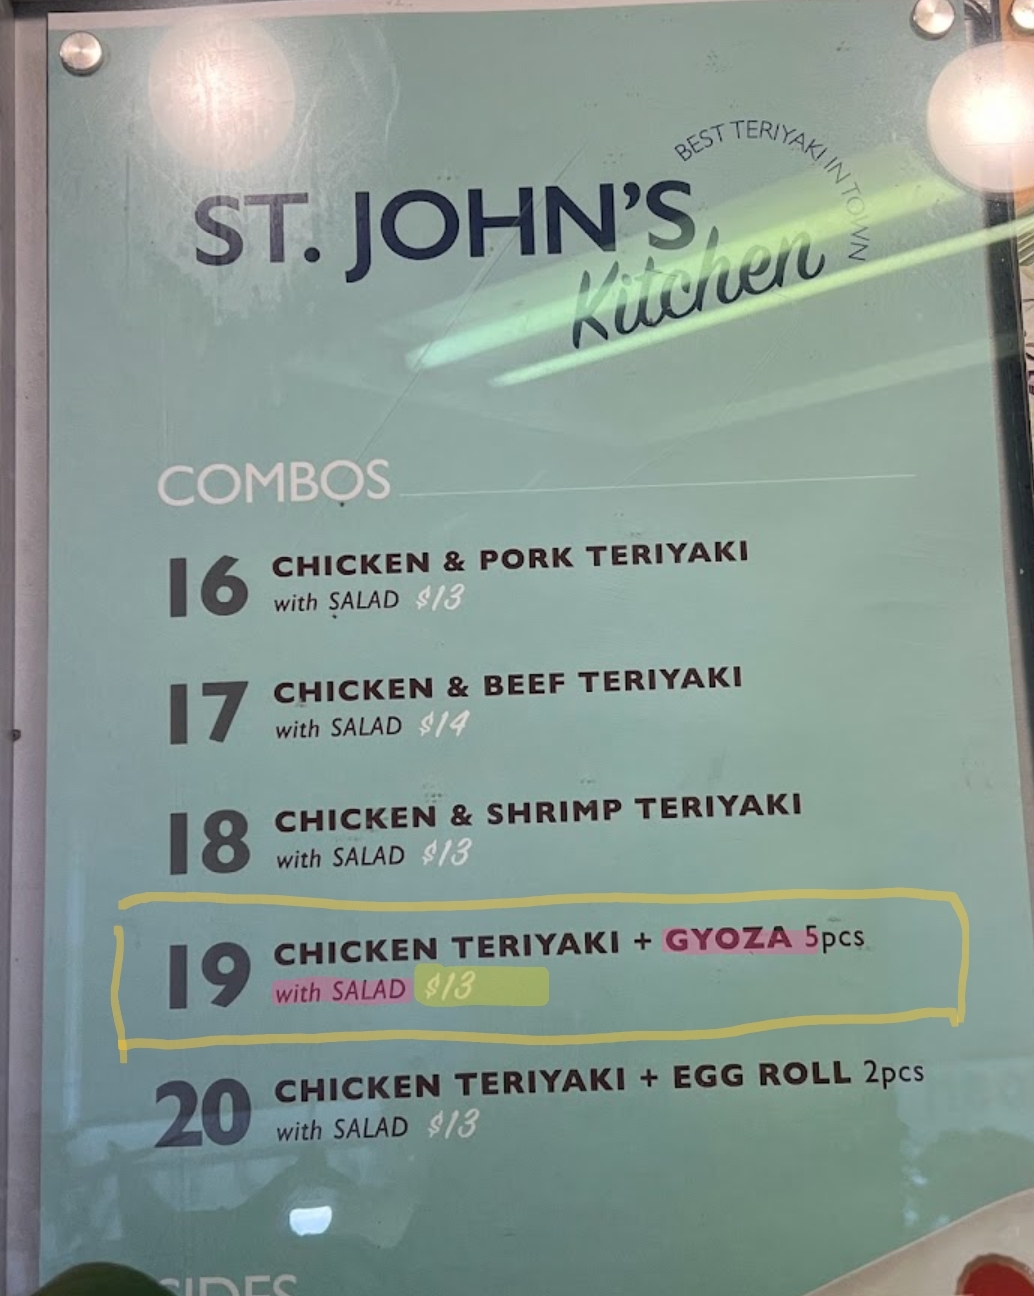 BEST TERIYAKI IN TOWN
ST. JOHN'S
Kitchen
COMBOS
16 CHICKEN & PORK TERIYAKI
with SALAD $13
17 CHICKEN & BEEF TERIYAKI
with SALAD $14
18 CHICKEN & SHRIMP TERIYAKI
with SALAD $13
19 CHICKEN TERIYAKI + GYOZA 5pcs
with SALAD $13
20 CHICKEN TERIYAKI + EGG ROLL 2pcs
with SALAD $13
SIDES